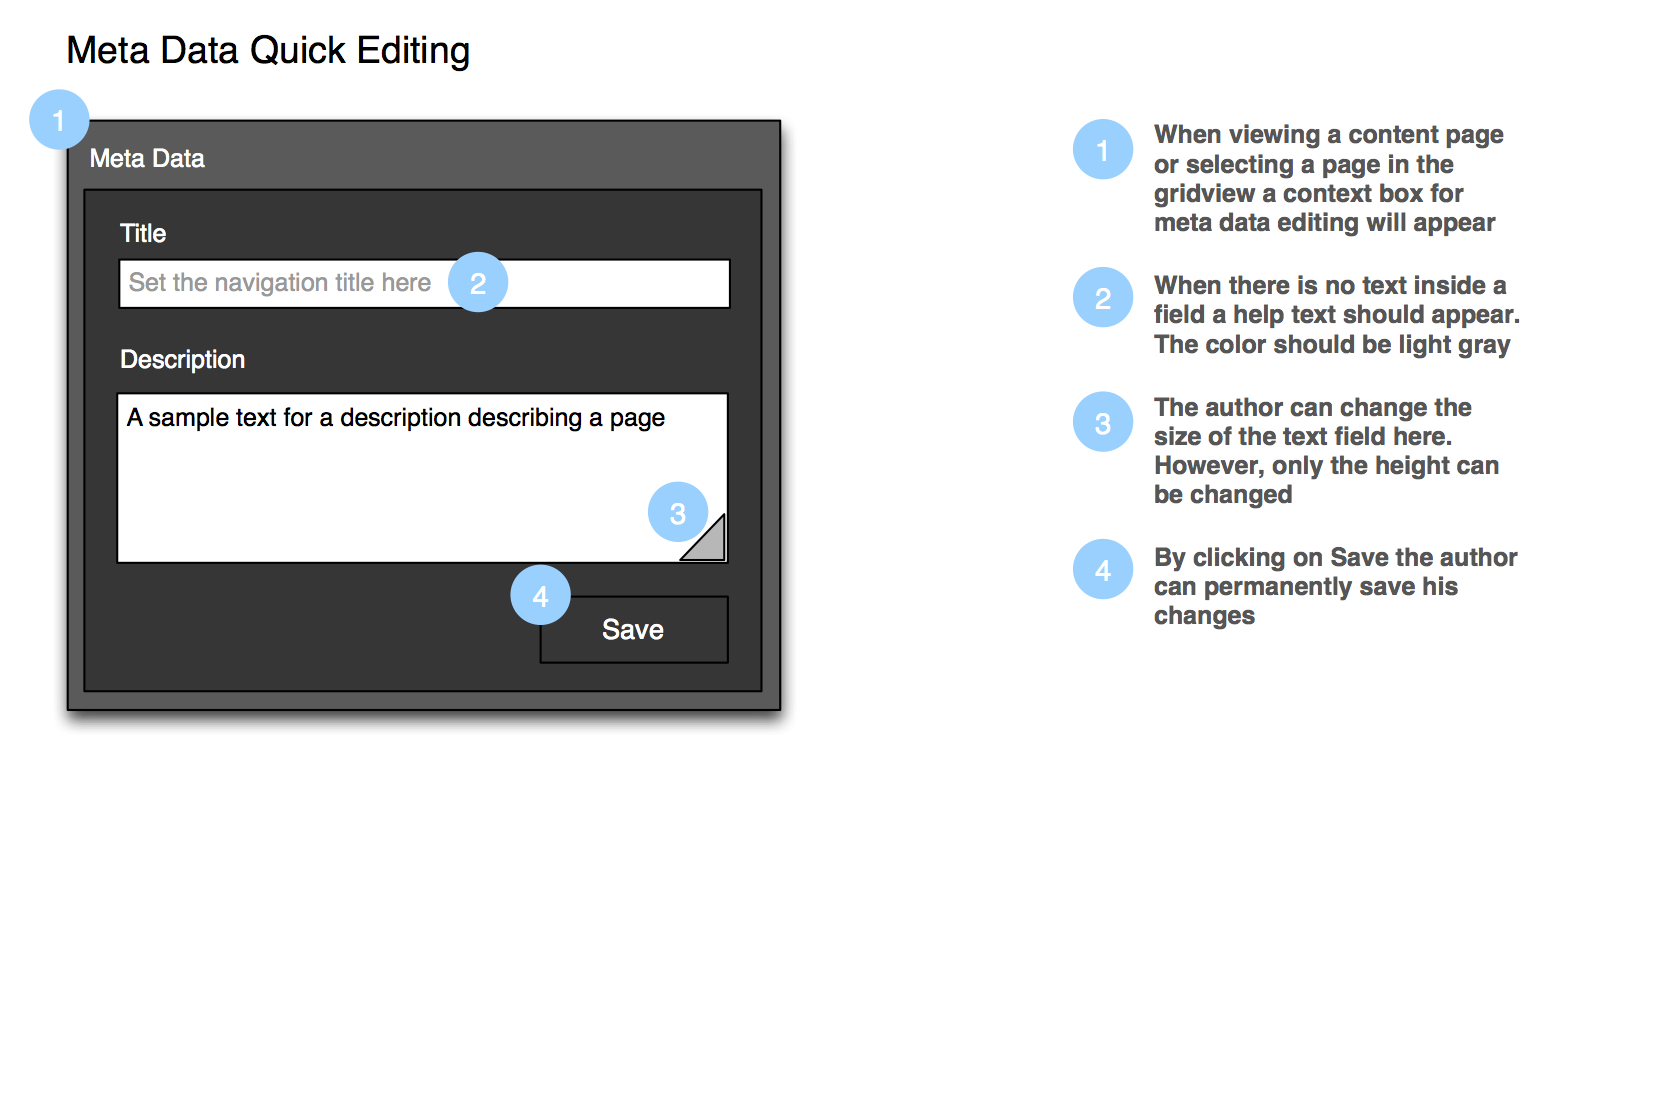 Meta Data Quick Editing
1
Meta Data
Title
Set the navigation title here
2
Description
A sample text for a description describing a page
3
4
Save
1
When viewing a content page
or selecting a page in the
gridview a context box for
meta data editing will appear
2
When there is no text inside a
field a help text should appear.
The color should be light gray
3
The author can change the
size of the text field here.
However, only the height can
be changed
4
By clicking on Save the author
can permanently save his
changes